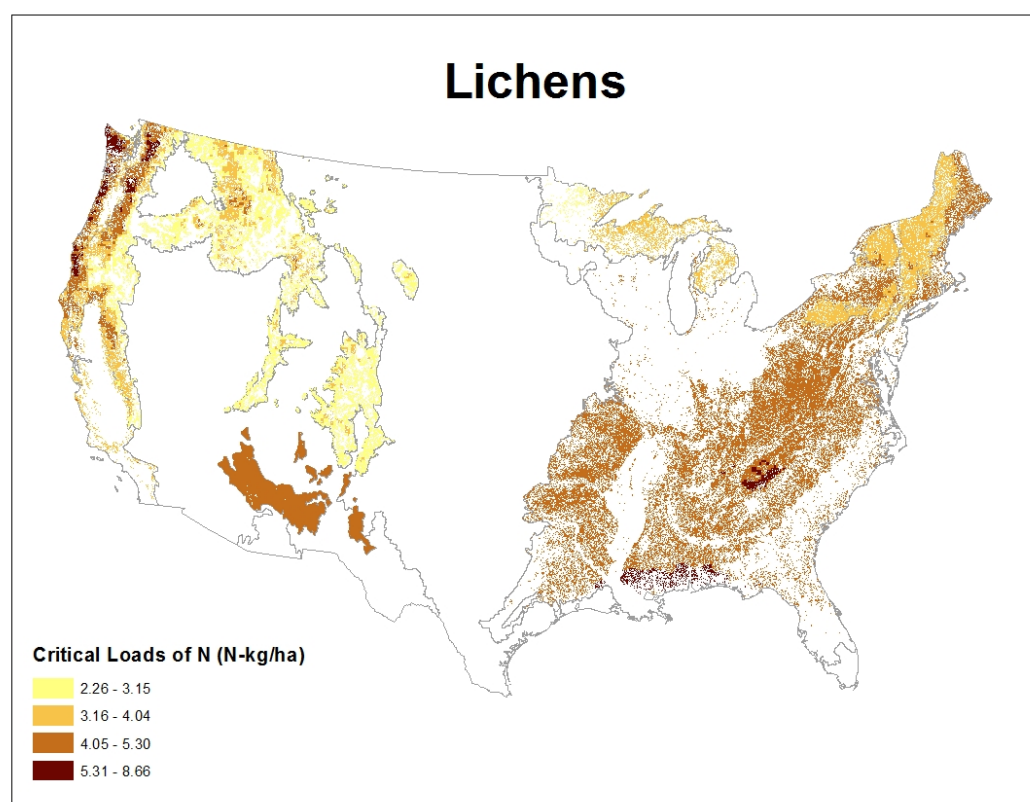 Lichens
Critical Loads of N (N-kg/ha)
2.26 - 3.15
3.16 - 4.04
4.05 - 5.30
5.31 - 8.66